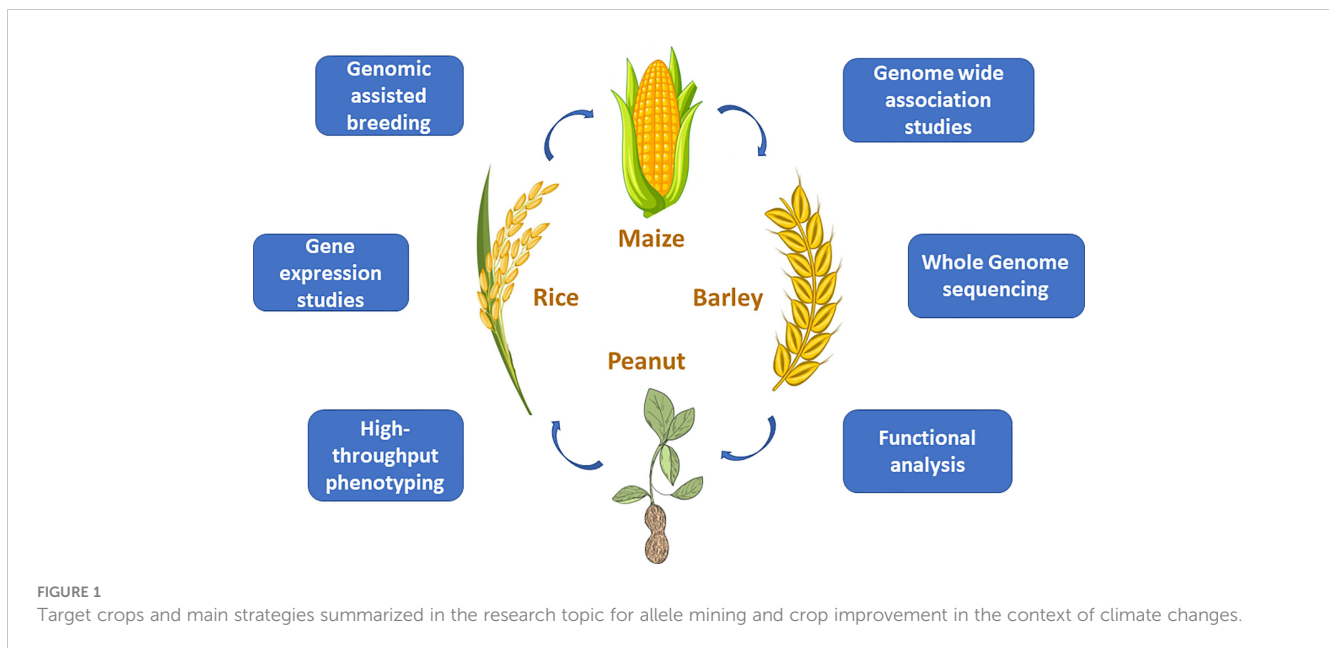 Genomic
assisted
breeding
Genome wide
association
studies
Maize
Gene
expression
studies
Rice
Barley
Whole Genome
sequencing
Peanut
High-
throughput
phenotyping
Functional
analysis
FIGURE 1
Target crops and main strategies summarized in the research topic for allele mining and crop improvement in the context of climate changes.